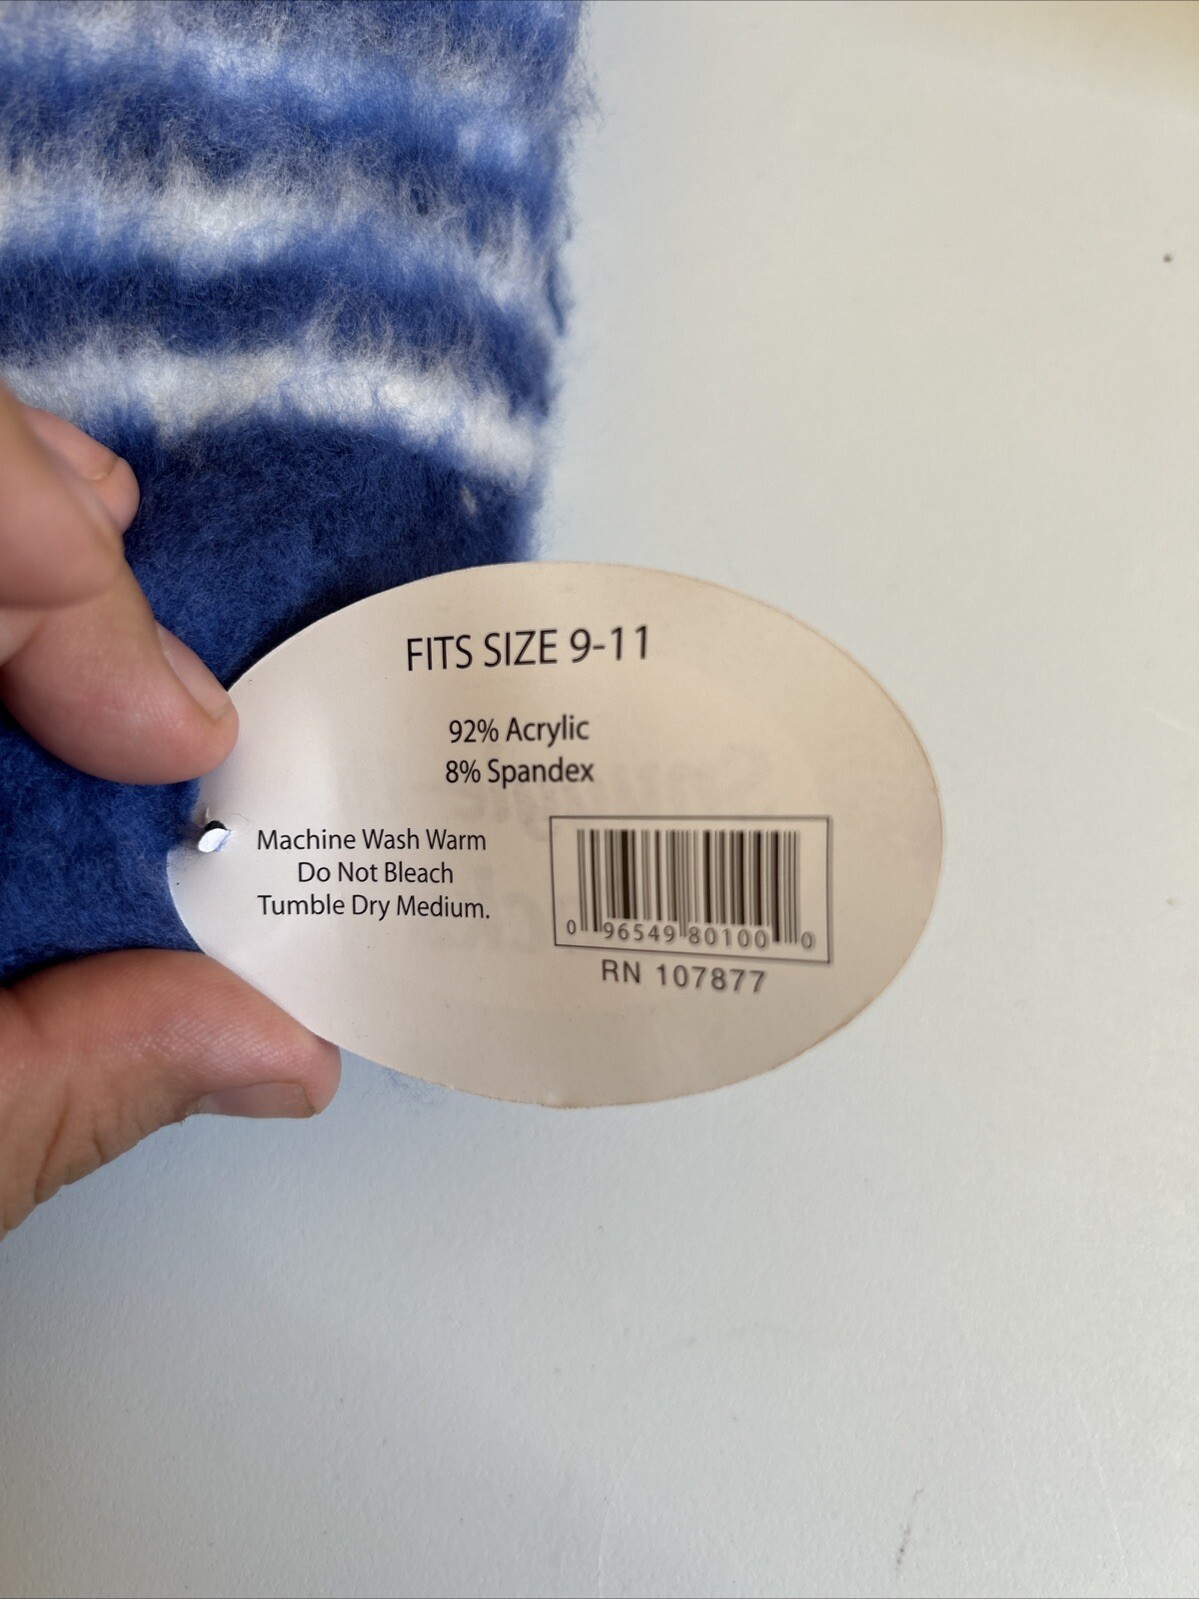 FITS SIZE 9-11
92% Acrylic
8% Spandex
Machine Wash Warm
Do Not Bleach
Tumble Dry Medium.
0 96549 80100 0
RN 107877